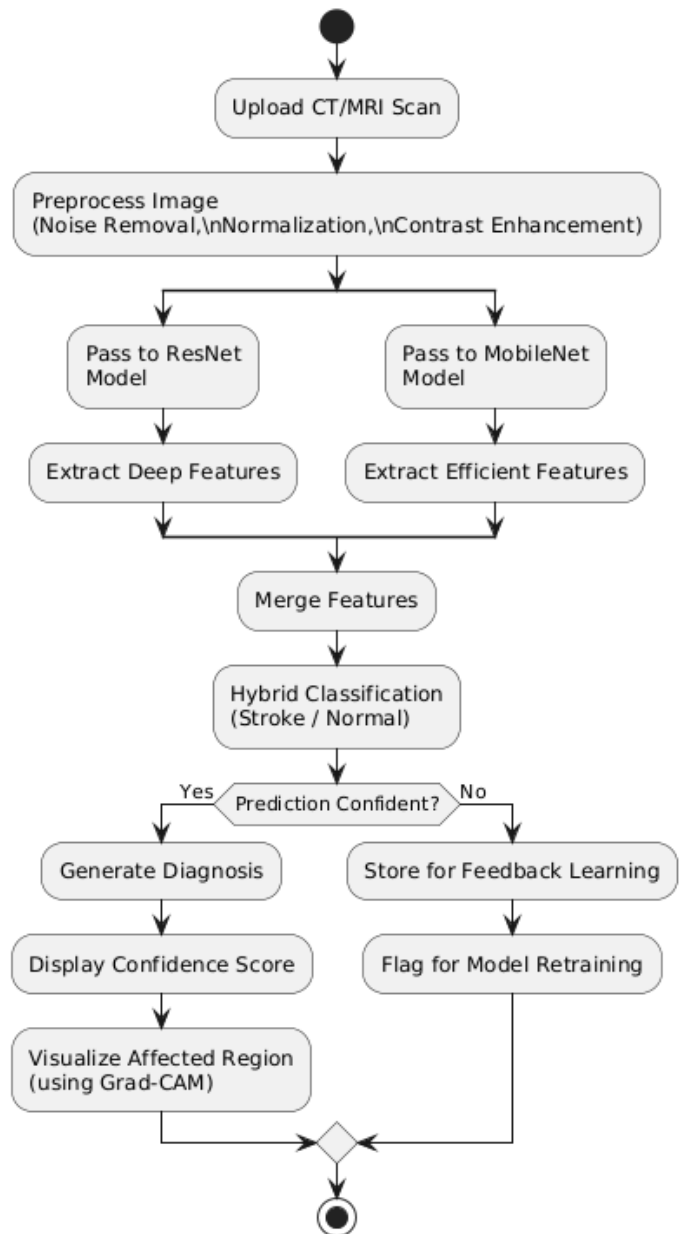 Upload CT/MRI Scan
Preprocess Image
(Noise Removal,\nNormalization,\nContrast Enhancement)
Pass to ResNet
Model
Pass to MobileNet
Model
Extract Deep Features
Extract Efficient Features
Merge Features
Hybrid Classification
(Stroke / Normal)
Yes
Prediction Confident?
No
Generate Diagnosis
Store for Feedback Learning
Display Confidence Score
Flag for Model Retraining
Visualize Affected Region
(using Grad-CAM)